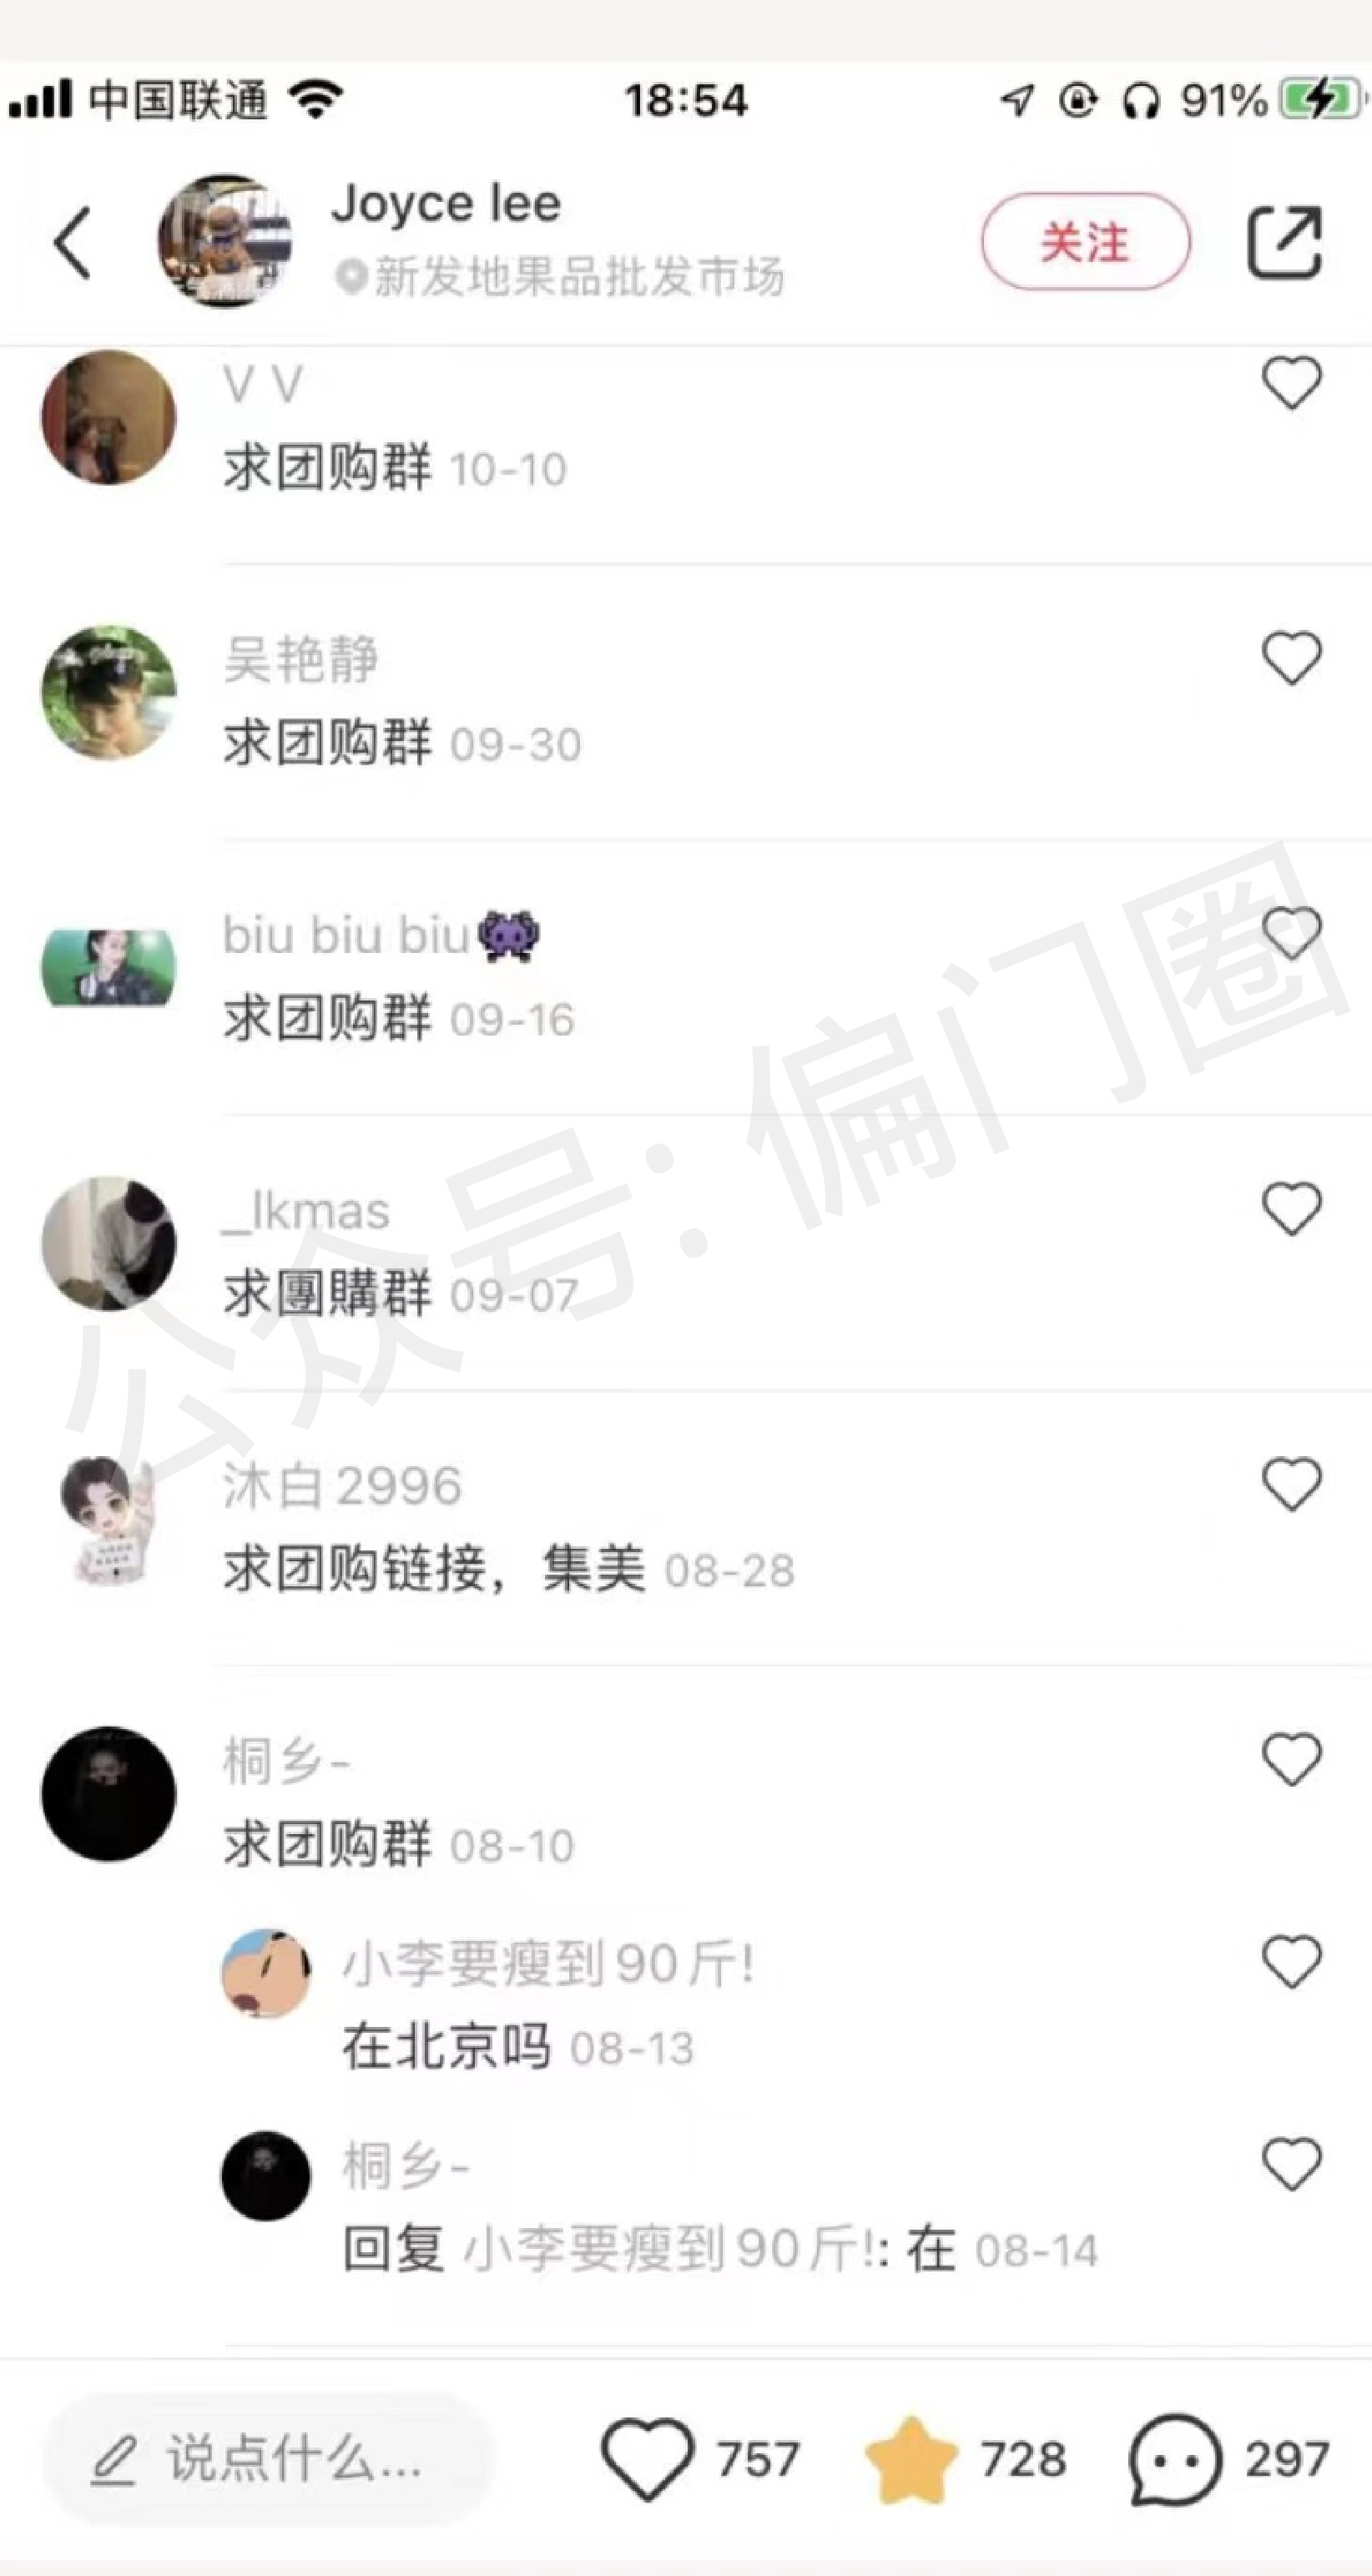 中国联通 18:54 91%
Joyce lee
新发地果品批发市场
关注
V V
求团购群 10-10
吴艳静
求团购群 09-30
biu biu biu
求团购群 09-16
_lkmas
求團購群 09-07
沐白2996
求团购链接，集美 08-28
桐乡-
求团购群 08-10
小李要瘦到90斤!
在北京吗 08-13
桐乡-
回复 小李要瘦到90斤!: 在 08-14
公众号: 偏门圈
说点什么... 757 728 297